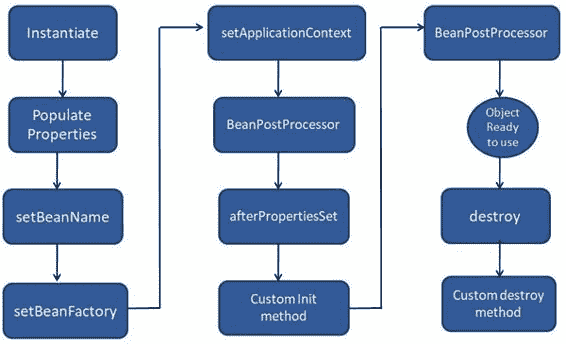 Instantiate
Populate
Properties
setBeanName
setBeanFactory
setApplicationContext
BeanPostProcessor
afterPropertiesSet
Custom Init
method
BeanPostProcessor
Object
Ready
to use
destroy
Custom destroy
method